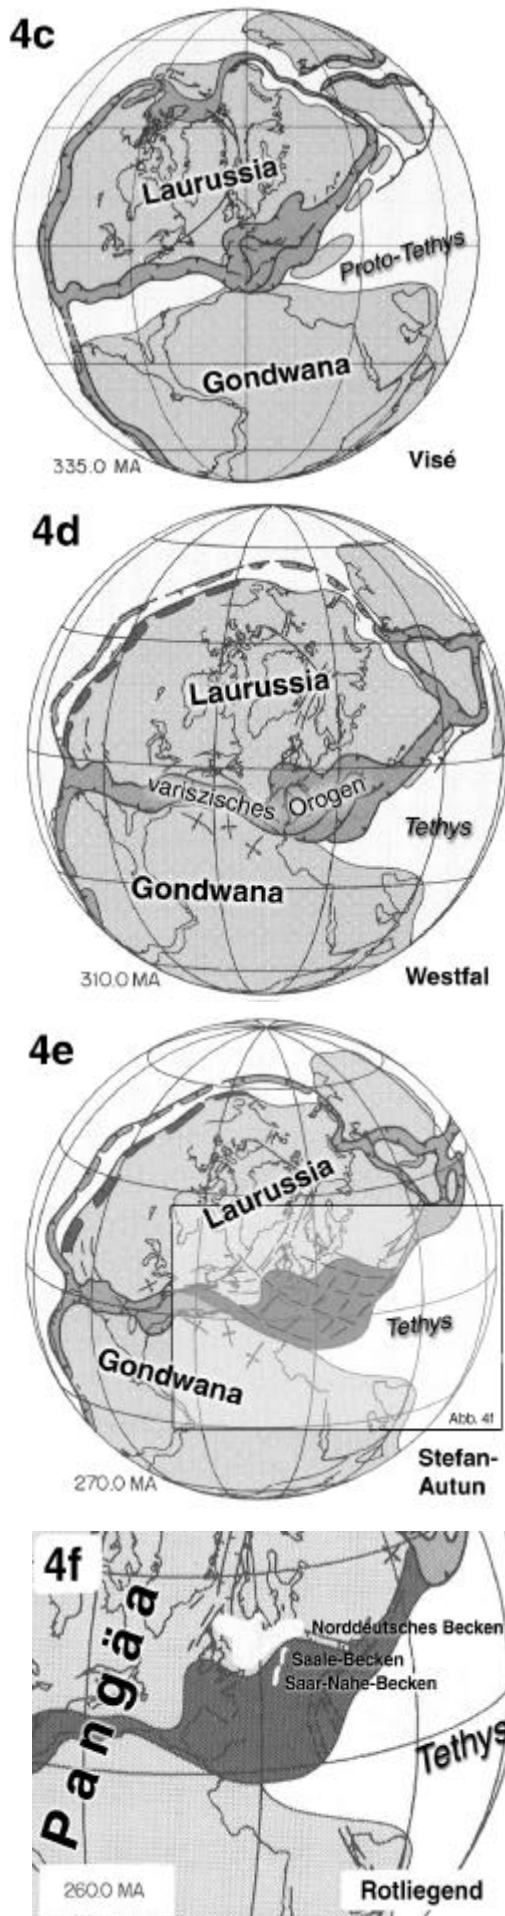 4c
Laurussia
Proto-Tethys
Gondwana
335.0 MA
Visé
4d
Laurussia
variszisches Orogen
Tethys
Gondwana
310.0 MA
Westfal
4e
Laurussia
Tethys
Gondwana
Abb. 4f
270.0 MA
Stefan-
Autun
4f
Pangäa
Norddeutsches Becken
Saale-Becken
Saar-Nahe-Becken
Tethys
260.0 MA
Rotliegend